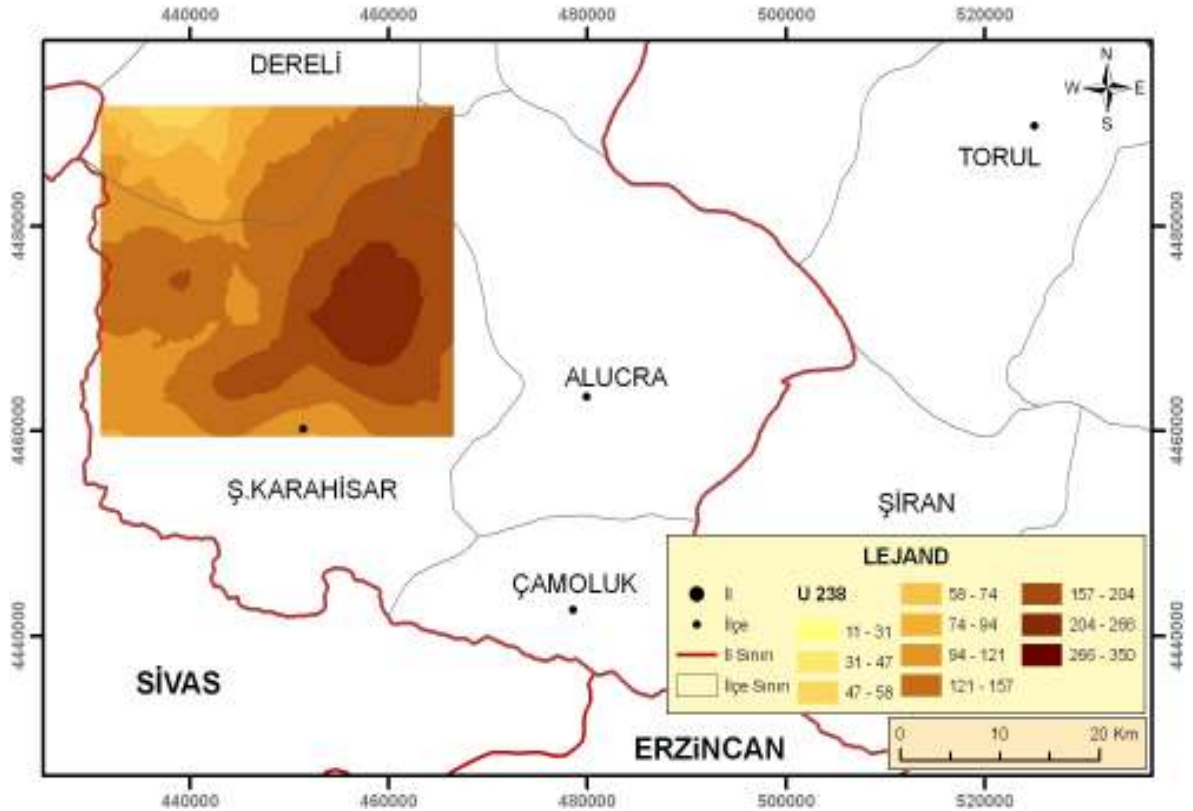 440000 460000 480000 500000 520000
DERELİ
N
W E
S
TORUL
4480000 4480000
ALUCRA
4460000 4460000
Ş.KARAHİSAR
ŞİRAN
LEJAND
İl
İlçe
İl Sınırı
İlçe Sınırı
U 238
11 - 31
31 - 47
47 - 58
58 - 74
74 - 94
94 - 121
121 - 157
157 - 204
204 - 266
266 - 350
ÇAMOLUK
4440000 4440000
SİVAS
ERZiNCAN
0 10 20 Km
440000 460000 480000 500000 520000